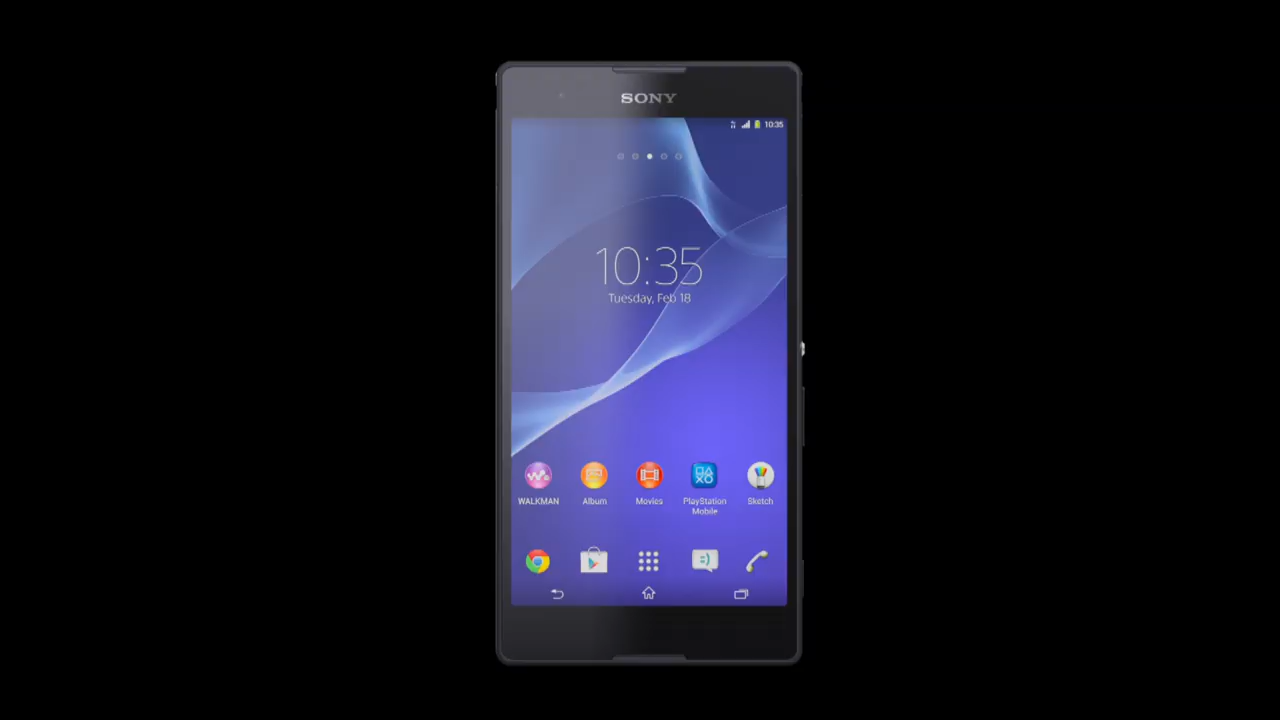 SONY
10:35
10:35
Tuesday, Feb 18
WALKMAN Album Movies PlayStation Sketch
Mobile